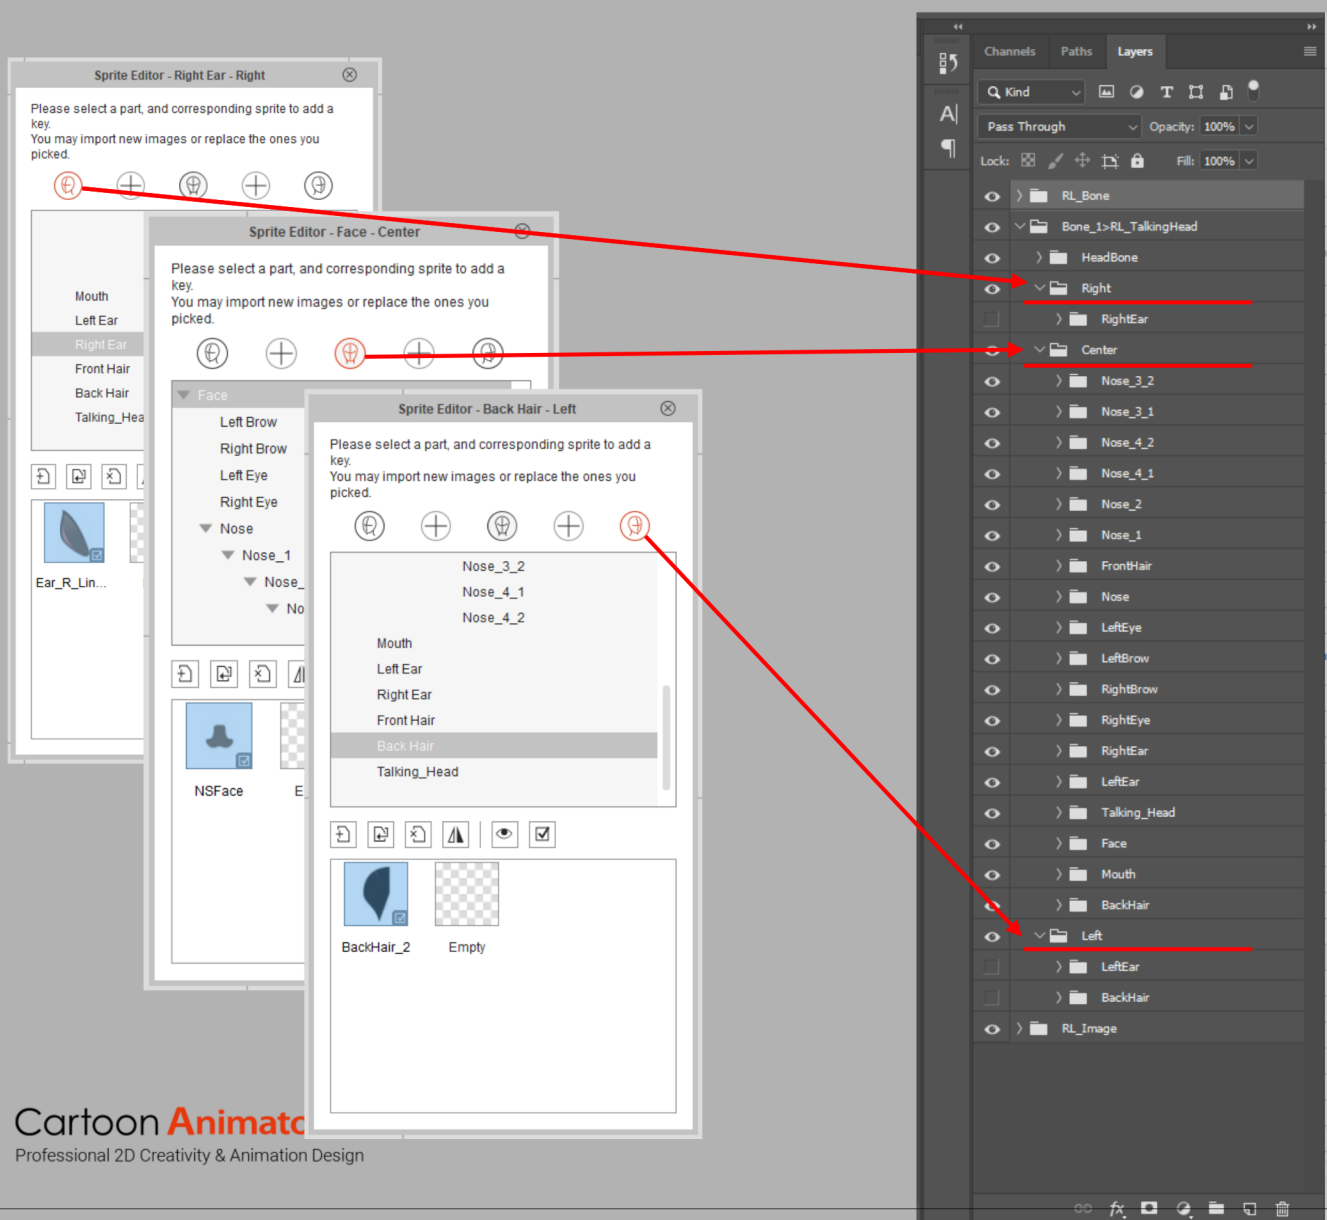 Sprite Editor - Right Ear - Right
Please select a part, and corresponding sprite to add a
key.
You may import new images or replace the ones you
picked.
Mouth
Left Ear
Right Ear
Front Hair
Back Hair
Talking_Hea
Ear_R_Lin...
Sprite Editor - Face - Center
Please select a part, and corresponding sprite to add a
key.
You may import new images or replace the ones you
picked.
Face
Left Brow
Right Brow
Left Eye
Right Eye
Nose
Nose_1
Nose_
No
NSFace
E
Sprite Editor - Back Hair - Left
Please select a part, and corresponding sprite to add a
key.
You may import new images or replace the ones you
picked.
Nose_3_2
Nose_4_1
Nose_4_2
Mouth
Left Ear
Right Ear
Front Hair
Back Hair
Talking_Head
BackHair_2
Empty
Cartoon Animato
Professional 2D Creativity & Animation Design
Channels Paths Layers
Kind
Pass Through Opacity: 100%
Lock: Fill: 100%
RL_Bone
Bone_1>RL_TalkingHead
HeadBone
Right
RightEar
Center
Nose_3_2
Nose_3_1
Nose_4_2
Nose_4_1
Nose_2
Nose_1
FrontHair
Nose
LeftEye
LeftBrow
RightBrow
RightEye
RightEar
LeftEar
Talking_Head
Face
Mouth
BackHair
Left
LeftEar
BackHair
RL_Image
fx